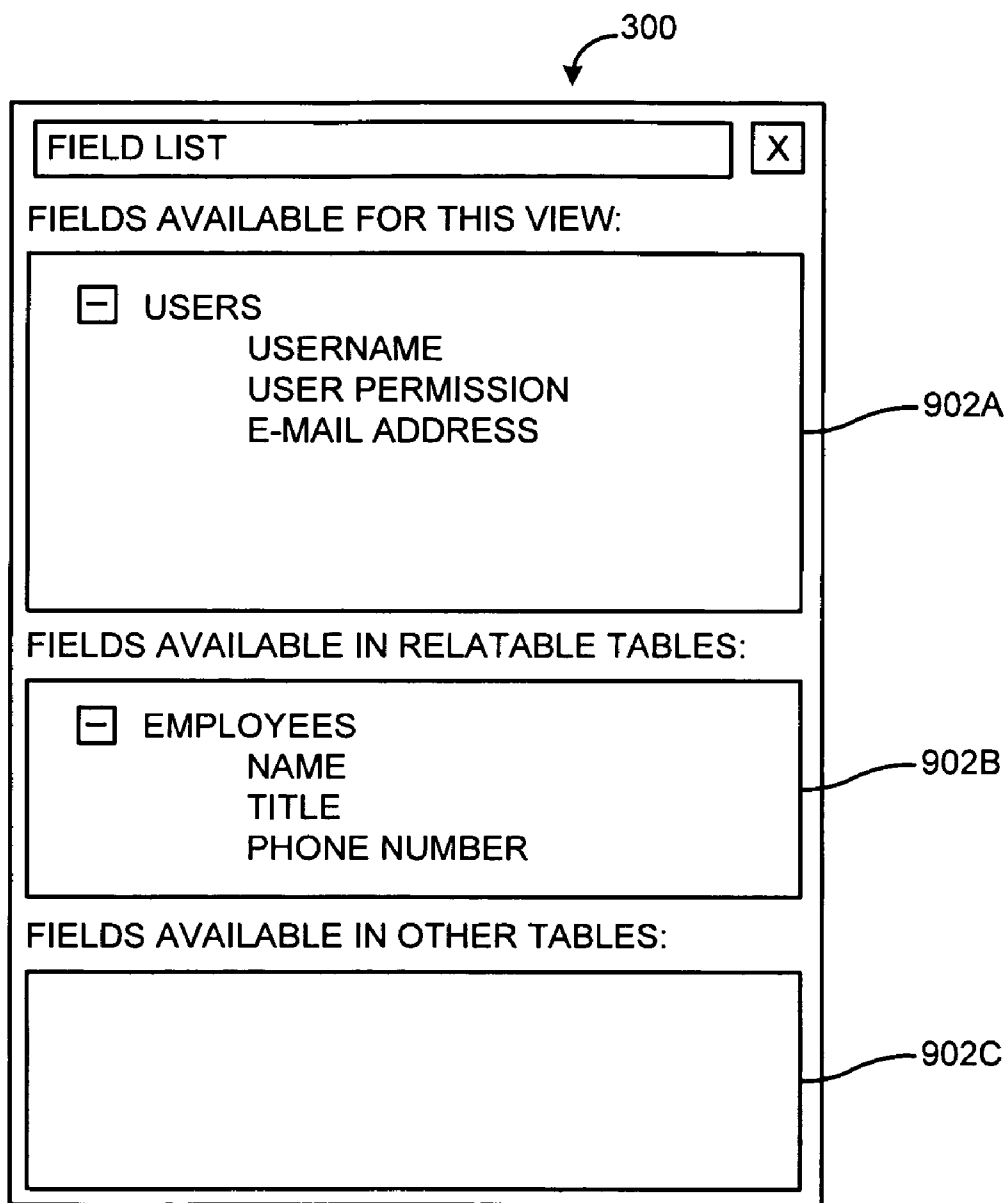 300
FIELD LIST X
FIELDS AVAILABLE FOR THIS VIEW:
− USERS
USERNAME
USER PERMISSION
E-MAIL ADDRESS
902A
FIELDS AVAILABLE IN RELATABLE TABLES:
− EMPLOYEES
NAME
TITLE
PHONE NUMBER
902B
FIELDS AVAILABLE IN OTHER TABLES:
902C